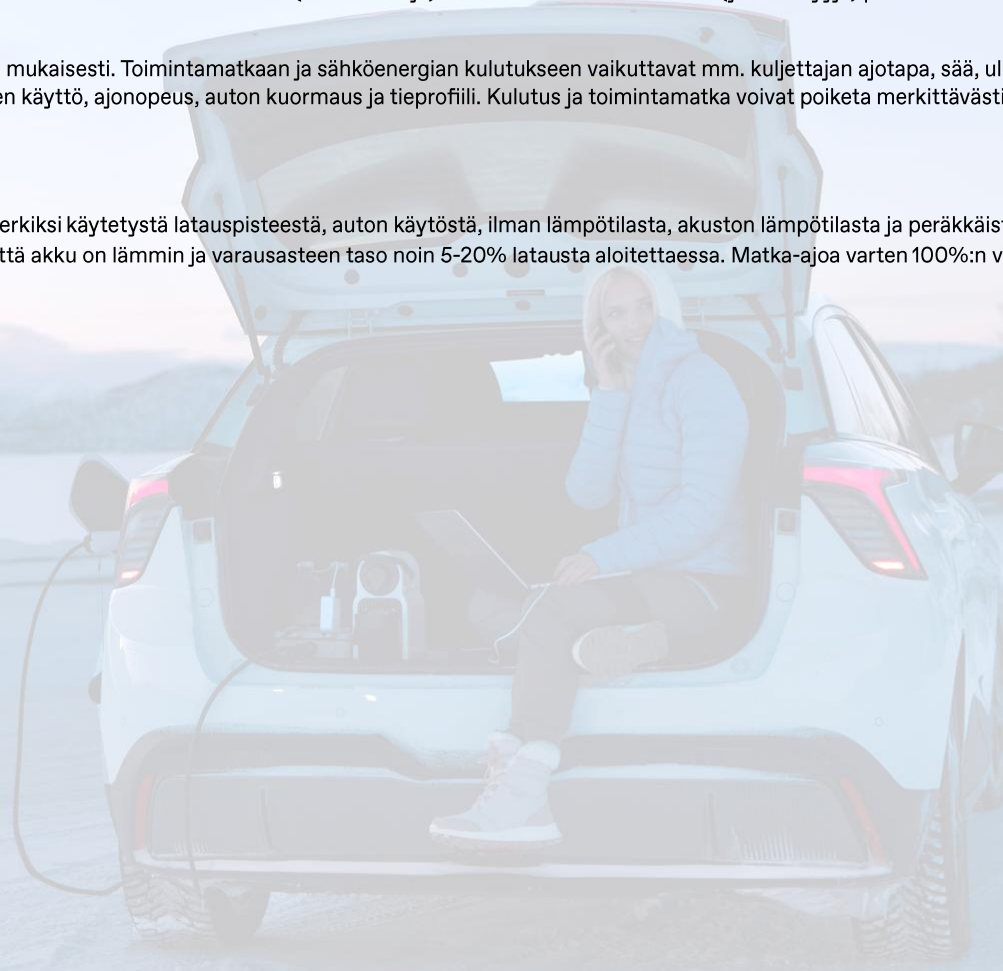 mukaisesti. Toimintamatkaan ja sähköenergian kulutukseen vaikuttavat mm. kuljettajan ajotapa, sää, ul
en käyttö, ajonopeus, auton kuormaus ja tieprofiili. Kulutus ja toimintamatka voivat poiketa merkittävästi
erkiksi käytetystä latauspisteestä, auton käytöstä, ilman lämpötilasta, akuston lämpötilasta ja peräkkäist
ttä akku on lämmin ja varausasteen taso noin 5-20% latausta aloitettaessa. Matka-ajoa varten 100%:n v